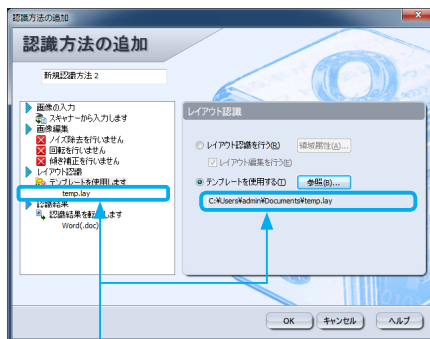 認識方法の追加
認識方法の追加
新規認識方法 2
画像の入力
スキャナーから入力します
画像編集
ノイズ除去を行いません
回転を行いません
傾き補正を行いません
レイアウト認識
テンプレートを使用します
temp.lay
認識結果
認識結果を転送します
Word(.doc)
レイアウト認識
レイアウト認識を行う(R)
領域属性(A)...
レイアウト編集を行う(E)
テンプレートを使用する(T)
参照(B)...
C:¥Users¥admin¥Documents¥temp.lay
OK
キャンセル
ヘルプ